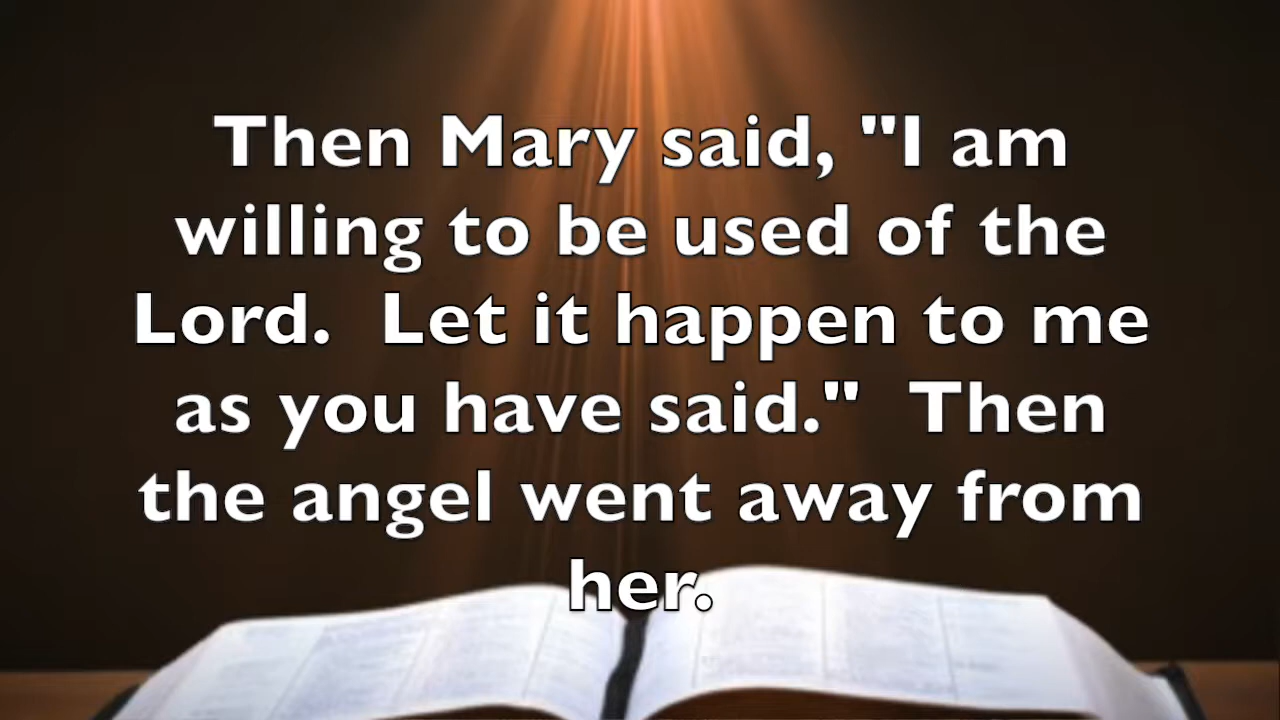 Then Mary said, "I am
willing to be used of the
Lord.  Let it happen to me
as you have said."  Then
the angel went away from
her.